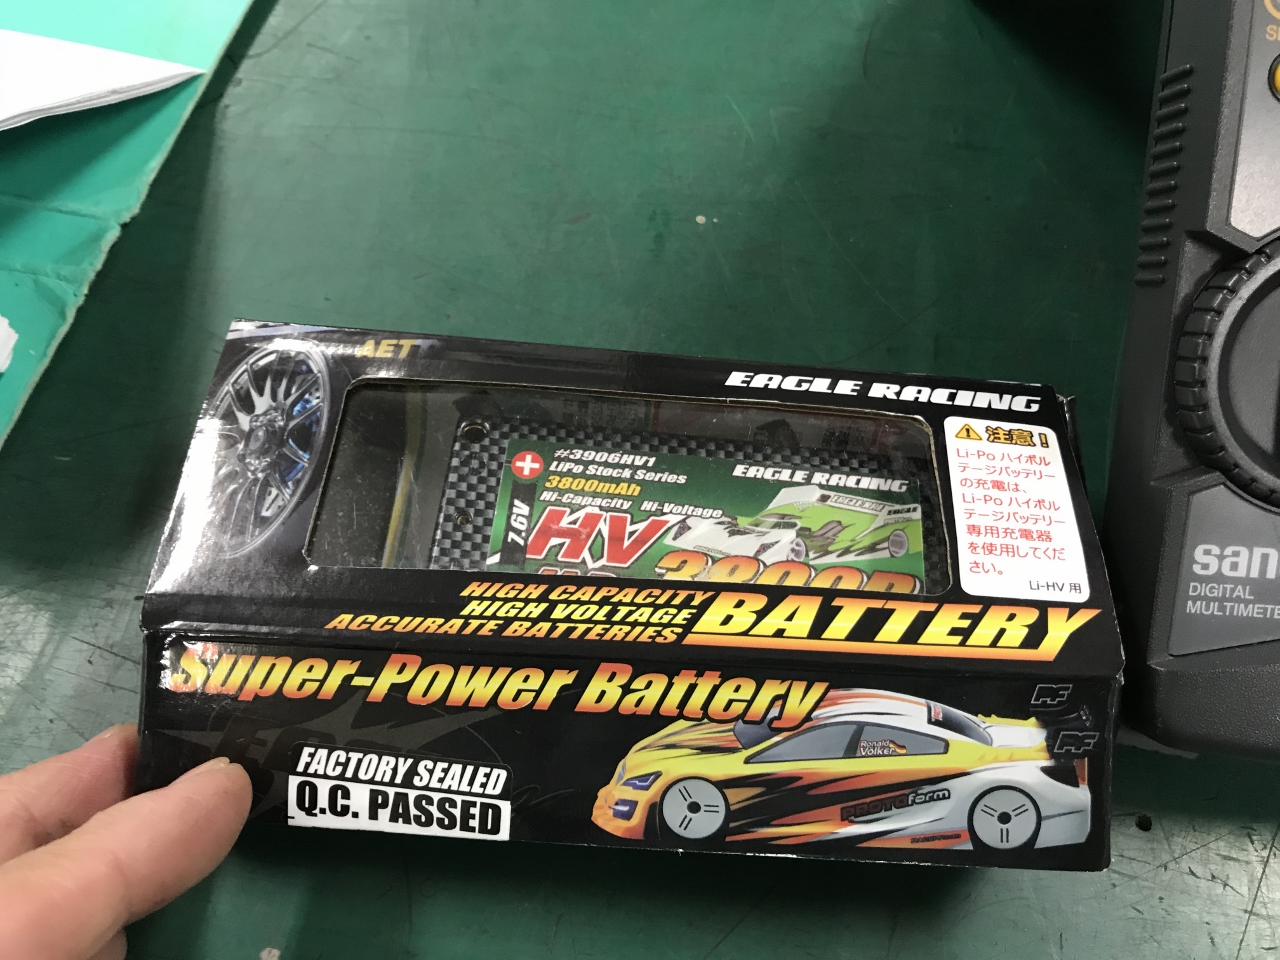 AET
EAGLE RACING
注意!
Li-Po ハイボル
テージバッテリー
の充電は、
Li-Po ハイボル
テージバッテリー
専用充電器
を使用してくだ
さい。
Li-HV 用
#3906HV1
LiPo Stock Series
3800mAh
Hi-Capacity Hi-Voltage
EAGLE RACING
7.6V
HV
HIGH CAPACITY
HIGH VOLTAGE
ACCURATE BATTERIES
BATTERY
Super-Power Battery
FACTORY SEALED
Q.C. PASSED
Ronald
Volker
PROTOform
PF
PF
san
DIGITAL
MULTIMETE